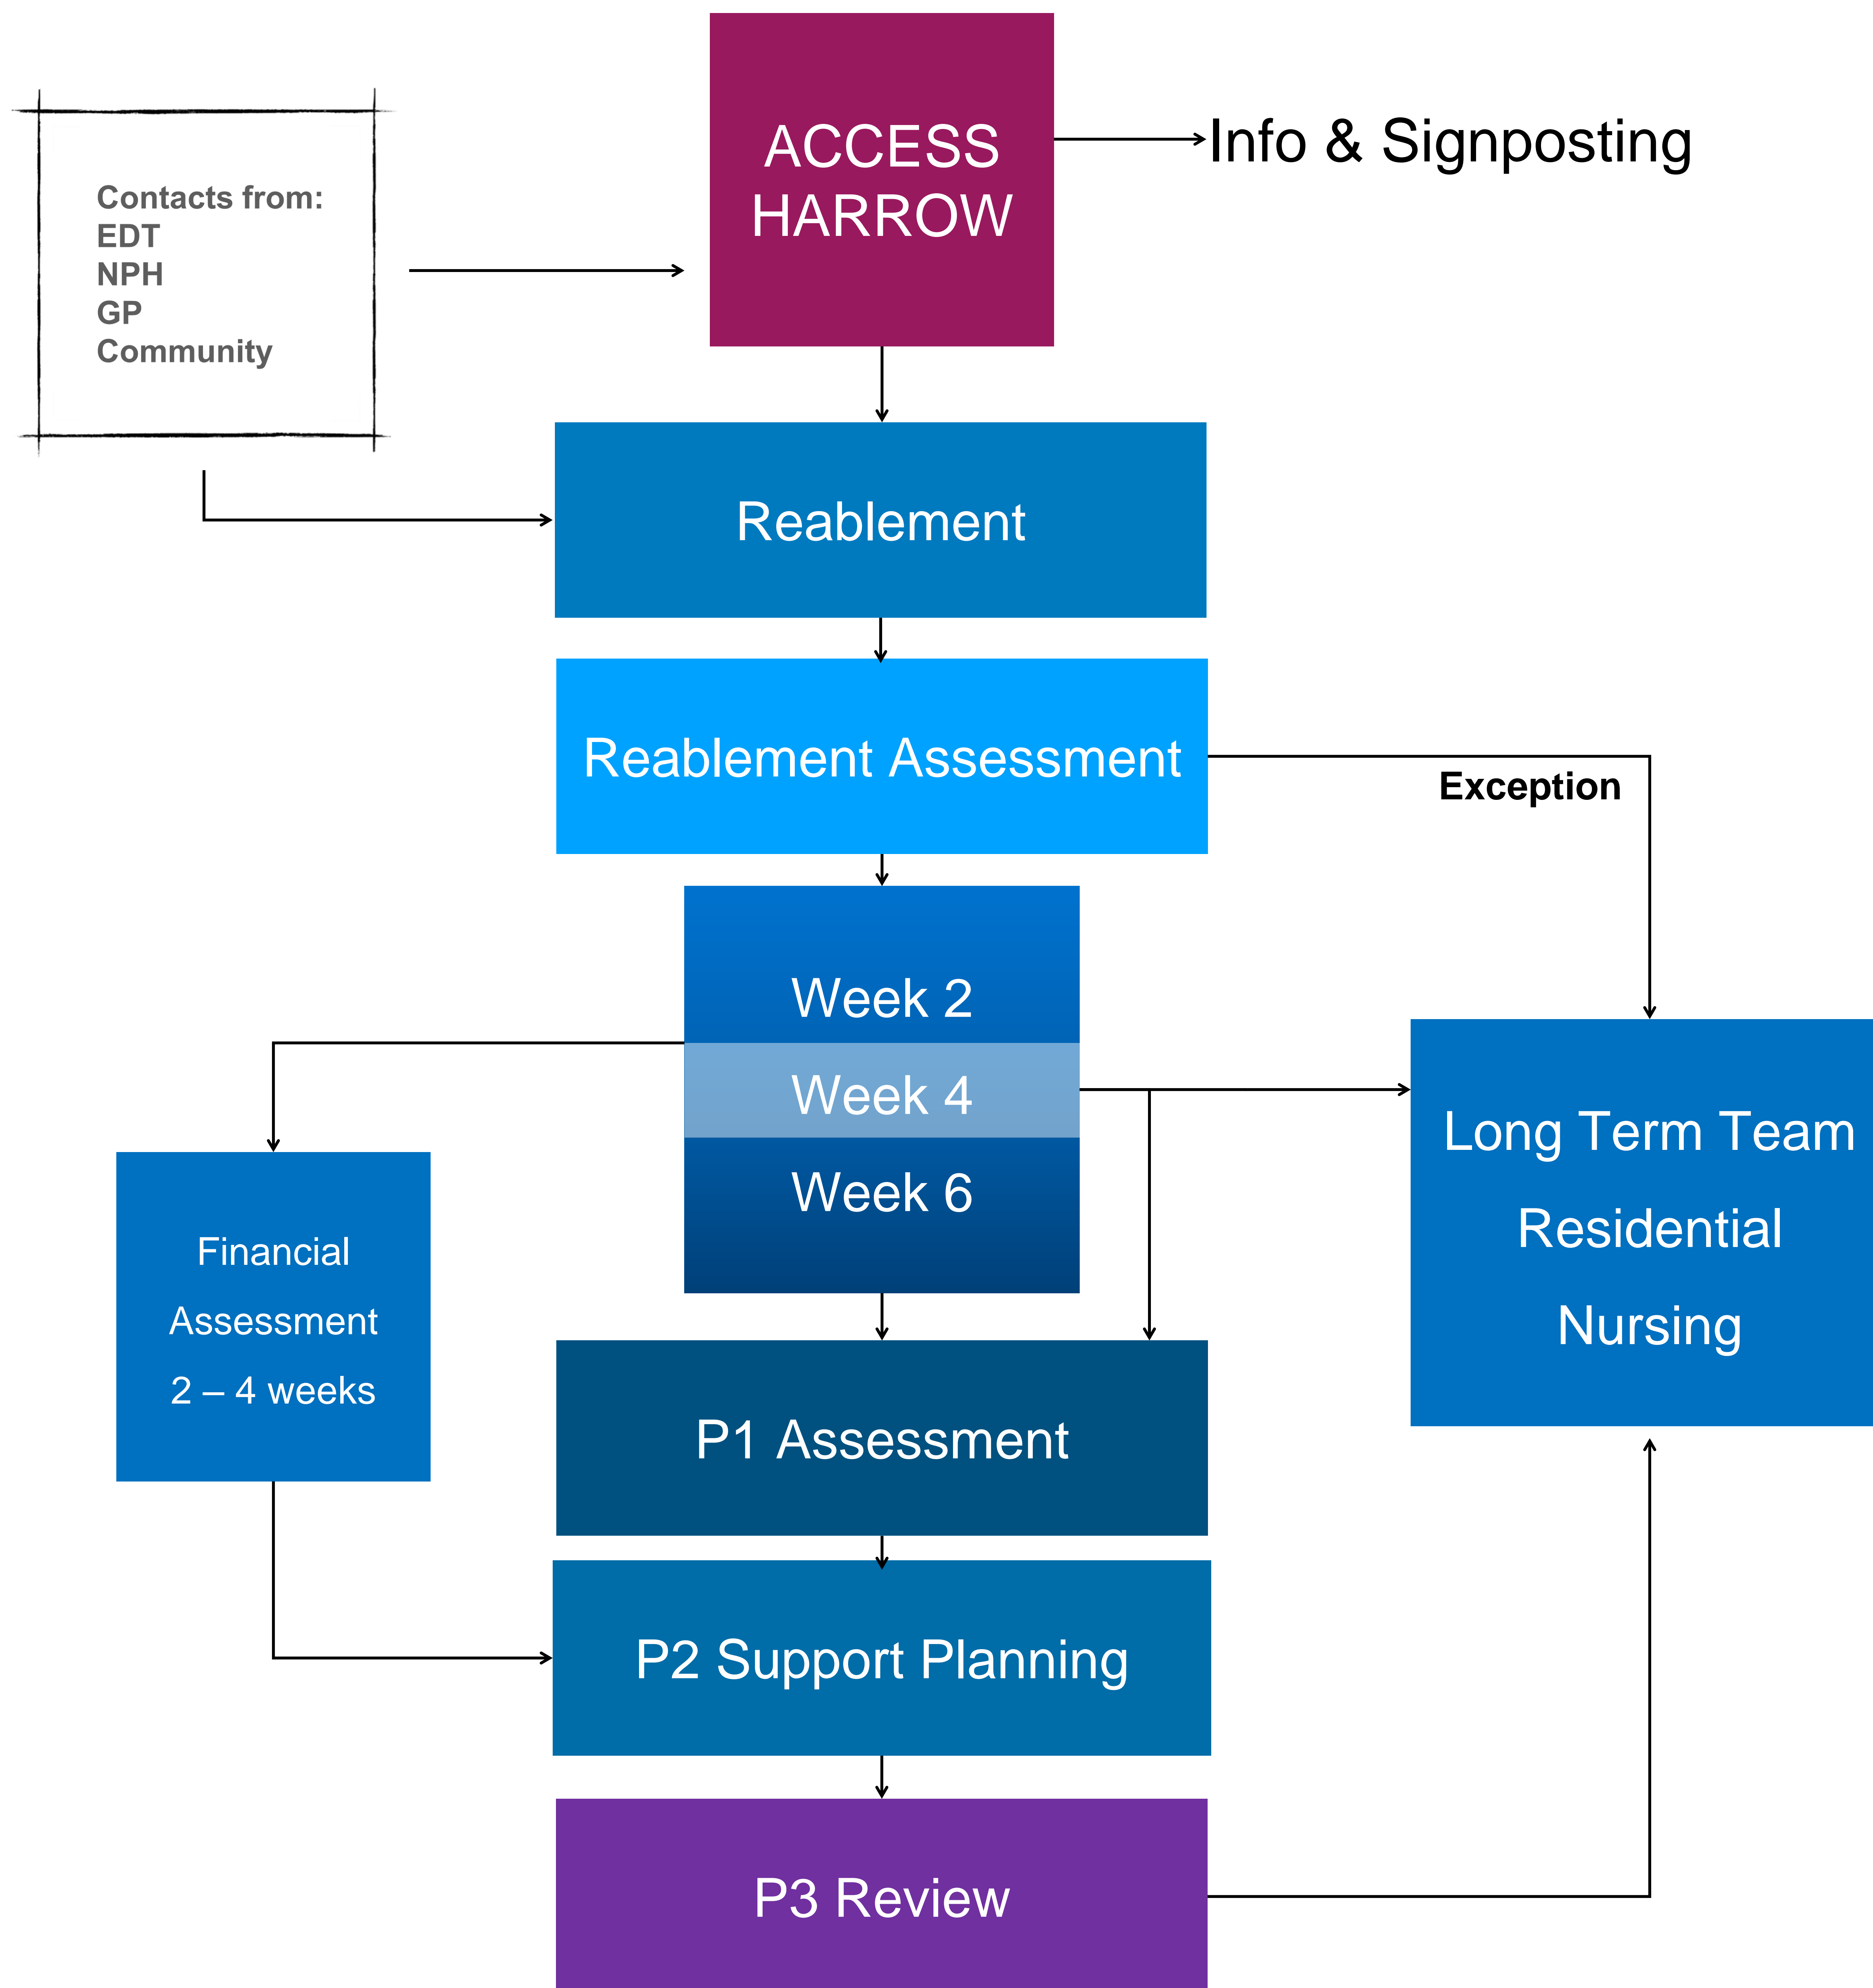 ACCESS
HARROW
Info & Signposting
Contacts from:
EDT
NPH
GP
Community
Reablement
Reablement Assessment
Exception
Week 2
Week 4
Week 6
Financial
Assessment
2 – 4 weeks
Long Term Team
Residential
Nursing
P1 Assessment
P2 Support Planning
P3 Review